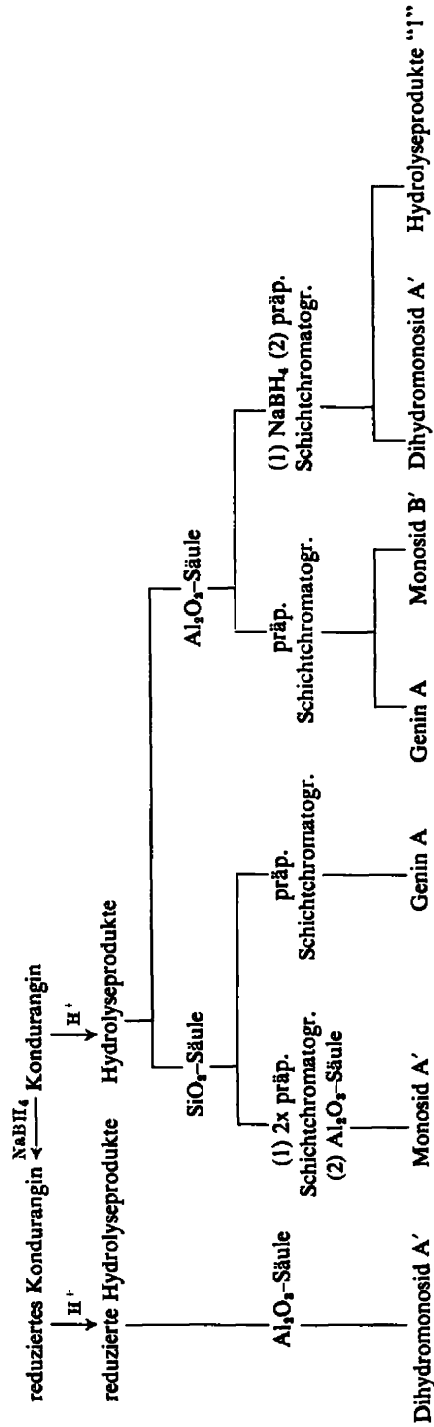 reduziertes Kondurangin NaBH₄ Kondurangin
H⁺ H⁺
reduzierte Hydrolyseprodukte Hydrolyseprodukte
SiO₂–Säule Al₂O₃–Säule
Al₂O₃–Säule
(1) 2x präp.
Schichtchromatogr.
(2) Al₂O₃–Säule
präp.
Schichtchromatogr.
präp.
Schichtchromatogr.
(1) NaBH₄ (2) präp.
Schichtchromatogr.
Dihydromonosid A′ Monosid A′ Genin A Genin A Monosid B′ Dihydromonosid A′ Hydrolyseprodukte “1”